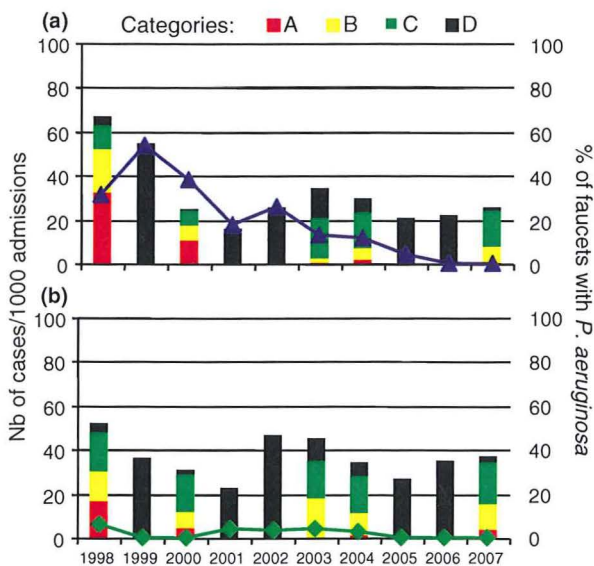 (a) Categories: A B C D
100 100
80 80
60 60
40 40
20 20
0 0
(b)
100 100
80 80
60 60
40 40
20 20
0 0
1998 1999 2000 2001 2002 2003 2004 2005 2006 2007
Nb of cases/1000 admissions
% of faucets with P. aeruginosa